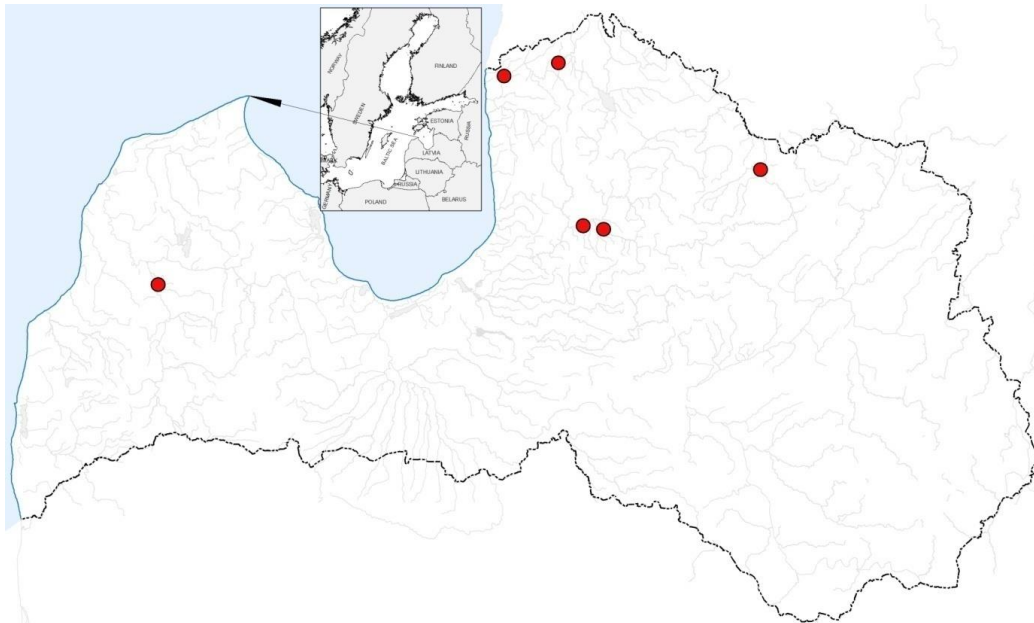 NORWAY
FINLAND
SWEDEN
ESTONIA
RUSSIA
BALTIC SEA
LATVIA
LITHUANIA
RUSSIA
GERMANY
POLAND
BELARUS